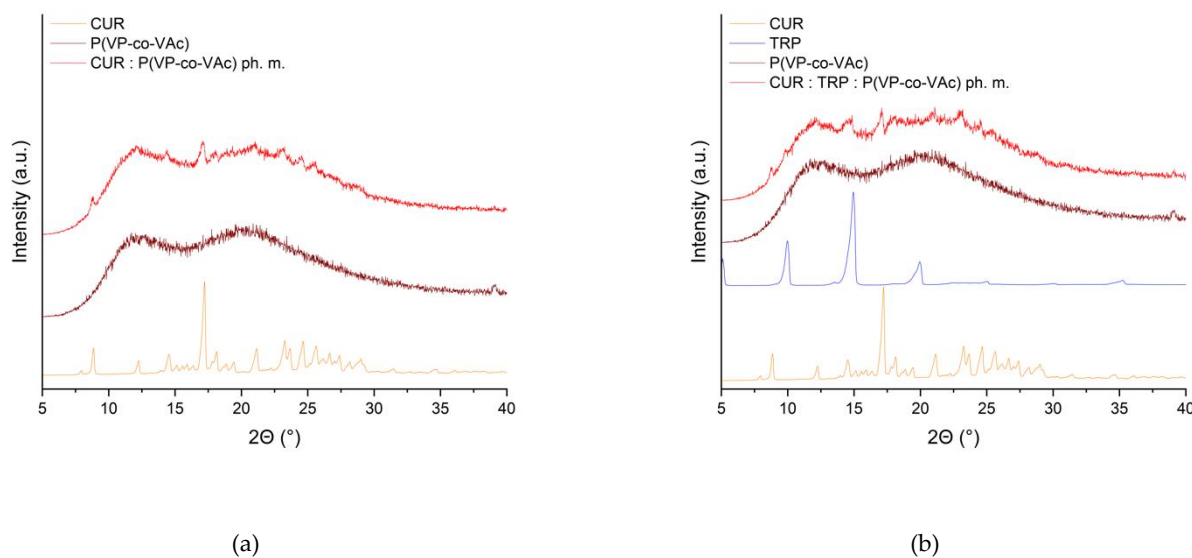 CUR
P(VP-co-VAc)
CUR : P(VP-co-VAc) ph. m.
Intensity (a.u.)
5 10 15 20 25 30 35 40
2Θ (°)
(a)
CUR
TRP
P(VP-co-VAc)
CUR : TRP : P(VP-co-VAc) ph. m.
Intensity (a.u.)
5 10 15 20 25 30 35 40
2Θ (°)
(b)